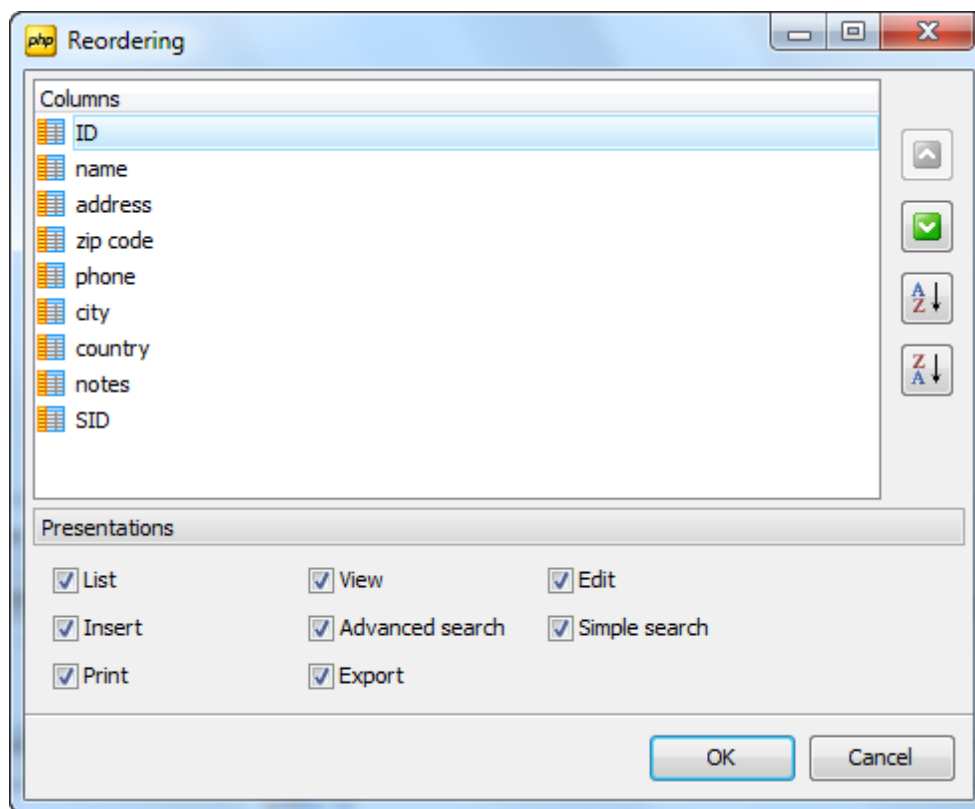 php Reordering
Columns
ID
name
address
zip code
phone
city
country
notes
SID
A
Z
Z
A
Presentations
List View Edit
Insert Advanced search Simple search
Print Export
OK Cancel